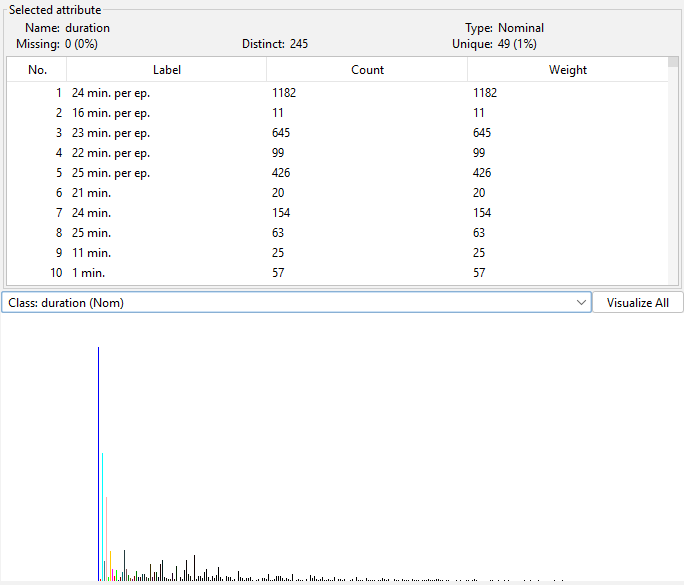 Selected attribute
Name: duration Type: Nominal
Missing: 0 (0%) Distinct: 245 Unique: 49 (1%)
No. Label Count Weight
1 24 min. per ep. 1182 1182
2 16 min. per ep. 11 11
3 23 min. per ep. 645 645
4 22 min. per ep. 99 99
5 25 min. per ep. 426 426
6 21 min. 20 20
7 24 min. 154 154
8 25 min. 63 63
9 11 min. 25 25
10 1 min. 57 57
Class: duration (Nom) Visualize All